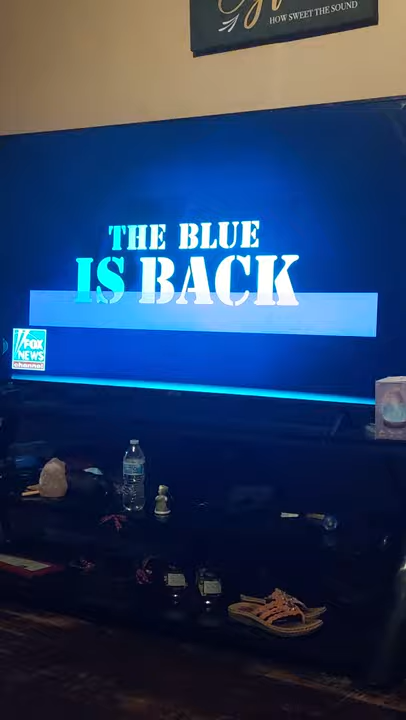 HOW SWEET THE SOUND
THE BLUE
IS BACK
FOX
NEWS
channel